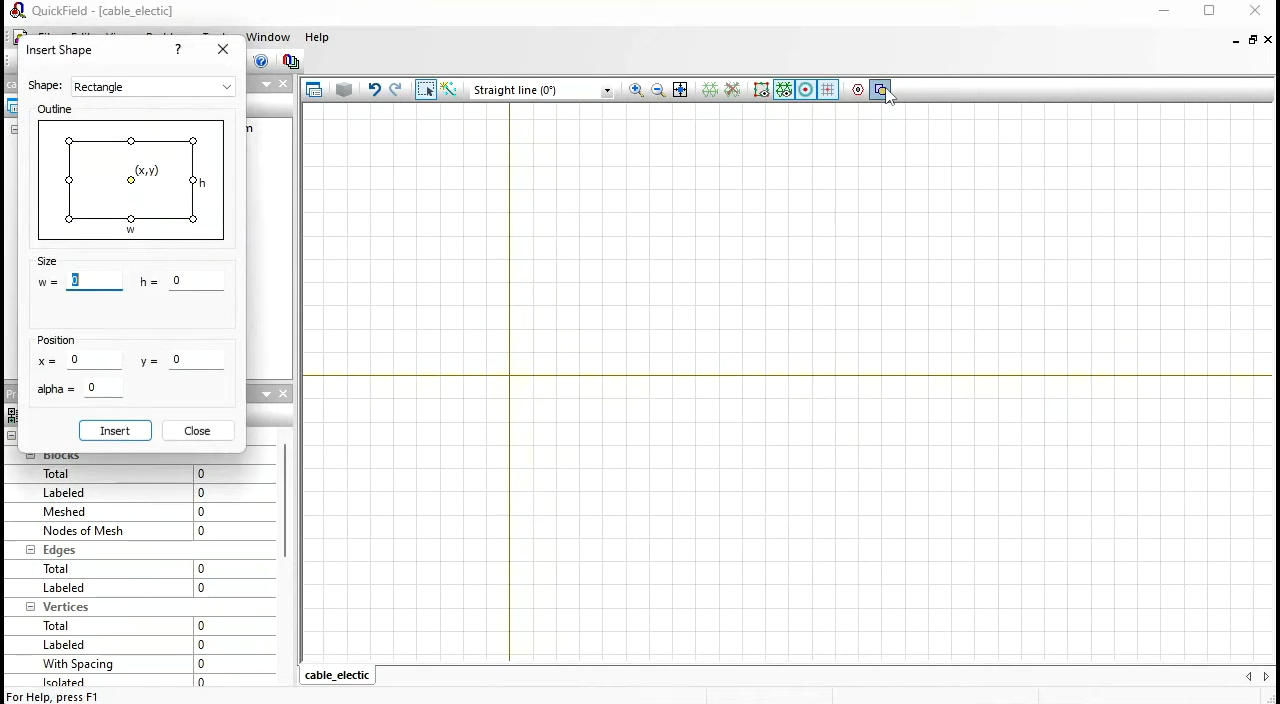 QuickField - [cable_electic]
Window Help
Insert Shape ?
Shape: Rectangle
Outline
(x,y)
h
w
Size
w = 0 h = 0
Position
x = 0 y = 0
alpha = 0
Insert Close
Straight line (0°)
Blocks
Total 0
Labeled 0
Meshed 0
Nodes of Mesh 0
Edges
Total 0
Labeled 0
Vertices
Total 0
Labeled 0
With Spacing 0
Isolated 0
cable_electic
For Help, press F1